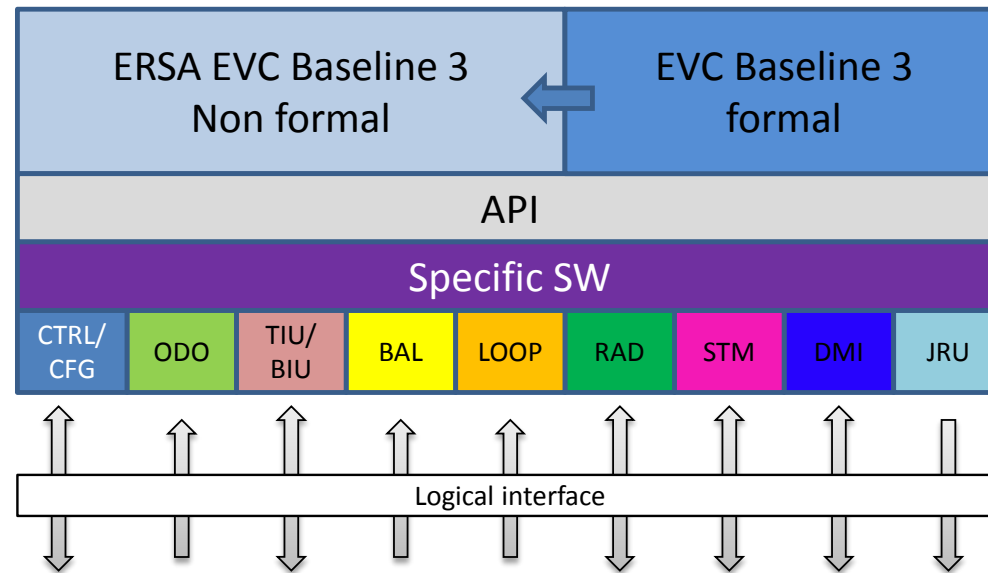 ERSA EVC Baseline 3
Non formal
EVC Baseline 3
formal
API
Specific SW
CTRL/
CFG
ODO
TIU/
BIU
BAL
LOOP
RAD
STM
DMI
JRU
Logical interface